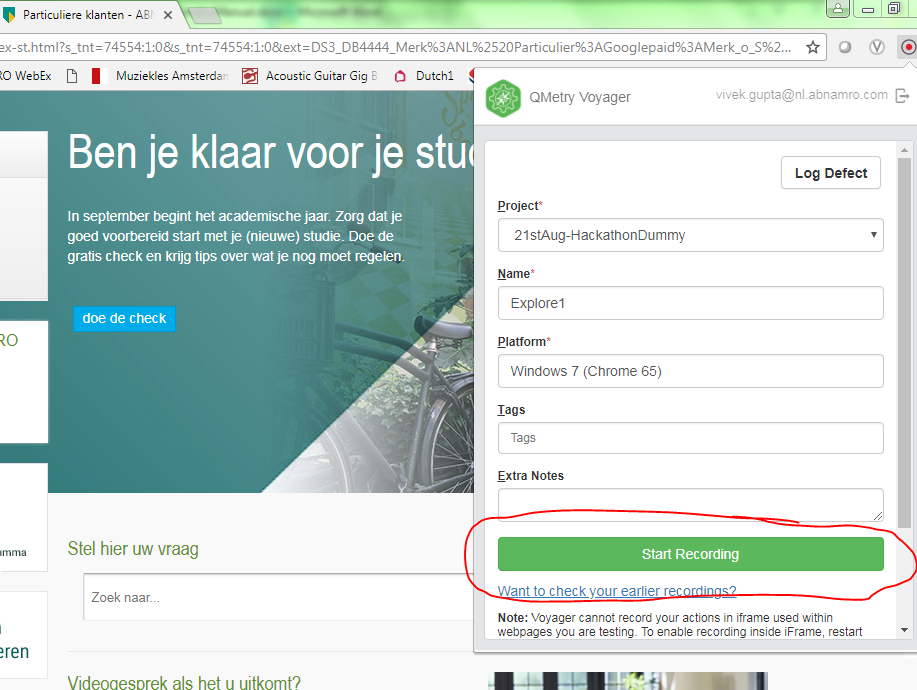 Particuliere klanten - ABN
ex-st.html?s_tnt=74554:1:0&s_tnt=74554:1:0&ext=DS3_DB4444_Merk%3ANL%2520Particulier%3AGooglepaid%3AMerk_o_S%2...
RO WebEx
Muziekles Amsterdam
Acoustic Guitar Gig B
Dutch1
QMetry Voyager
vivek.gupta@nl.abnamro.com
Ben je klaar voor je stud
In september begint het academische jaar. Zorg dat je
goed voorbereid start met je (nieuwe) studie. Doe de
gratis check en krijg tips over wat je nog moet regelen.
doe de check
RO
amma
eren
Stel hier uw vraag
Zoek naar...
Videogesprek als het u uitkomt?
Log Defect
Project*
21stAug-HackathonDummy
Name*
Explore1
Platform*
Windows 7 (Chrome 65)
Tags
Tags
Extra Notes
Start Recording
Want to check your earlier recordings?
Note: Voyager cannot record your actions in iframe used within
webpages you are testing. To enable recording inside iFrame, restart